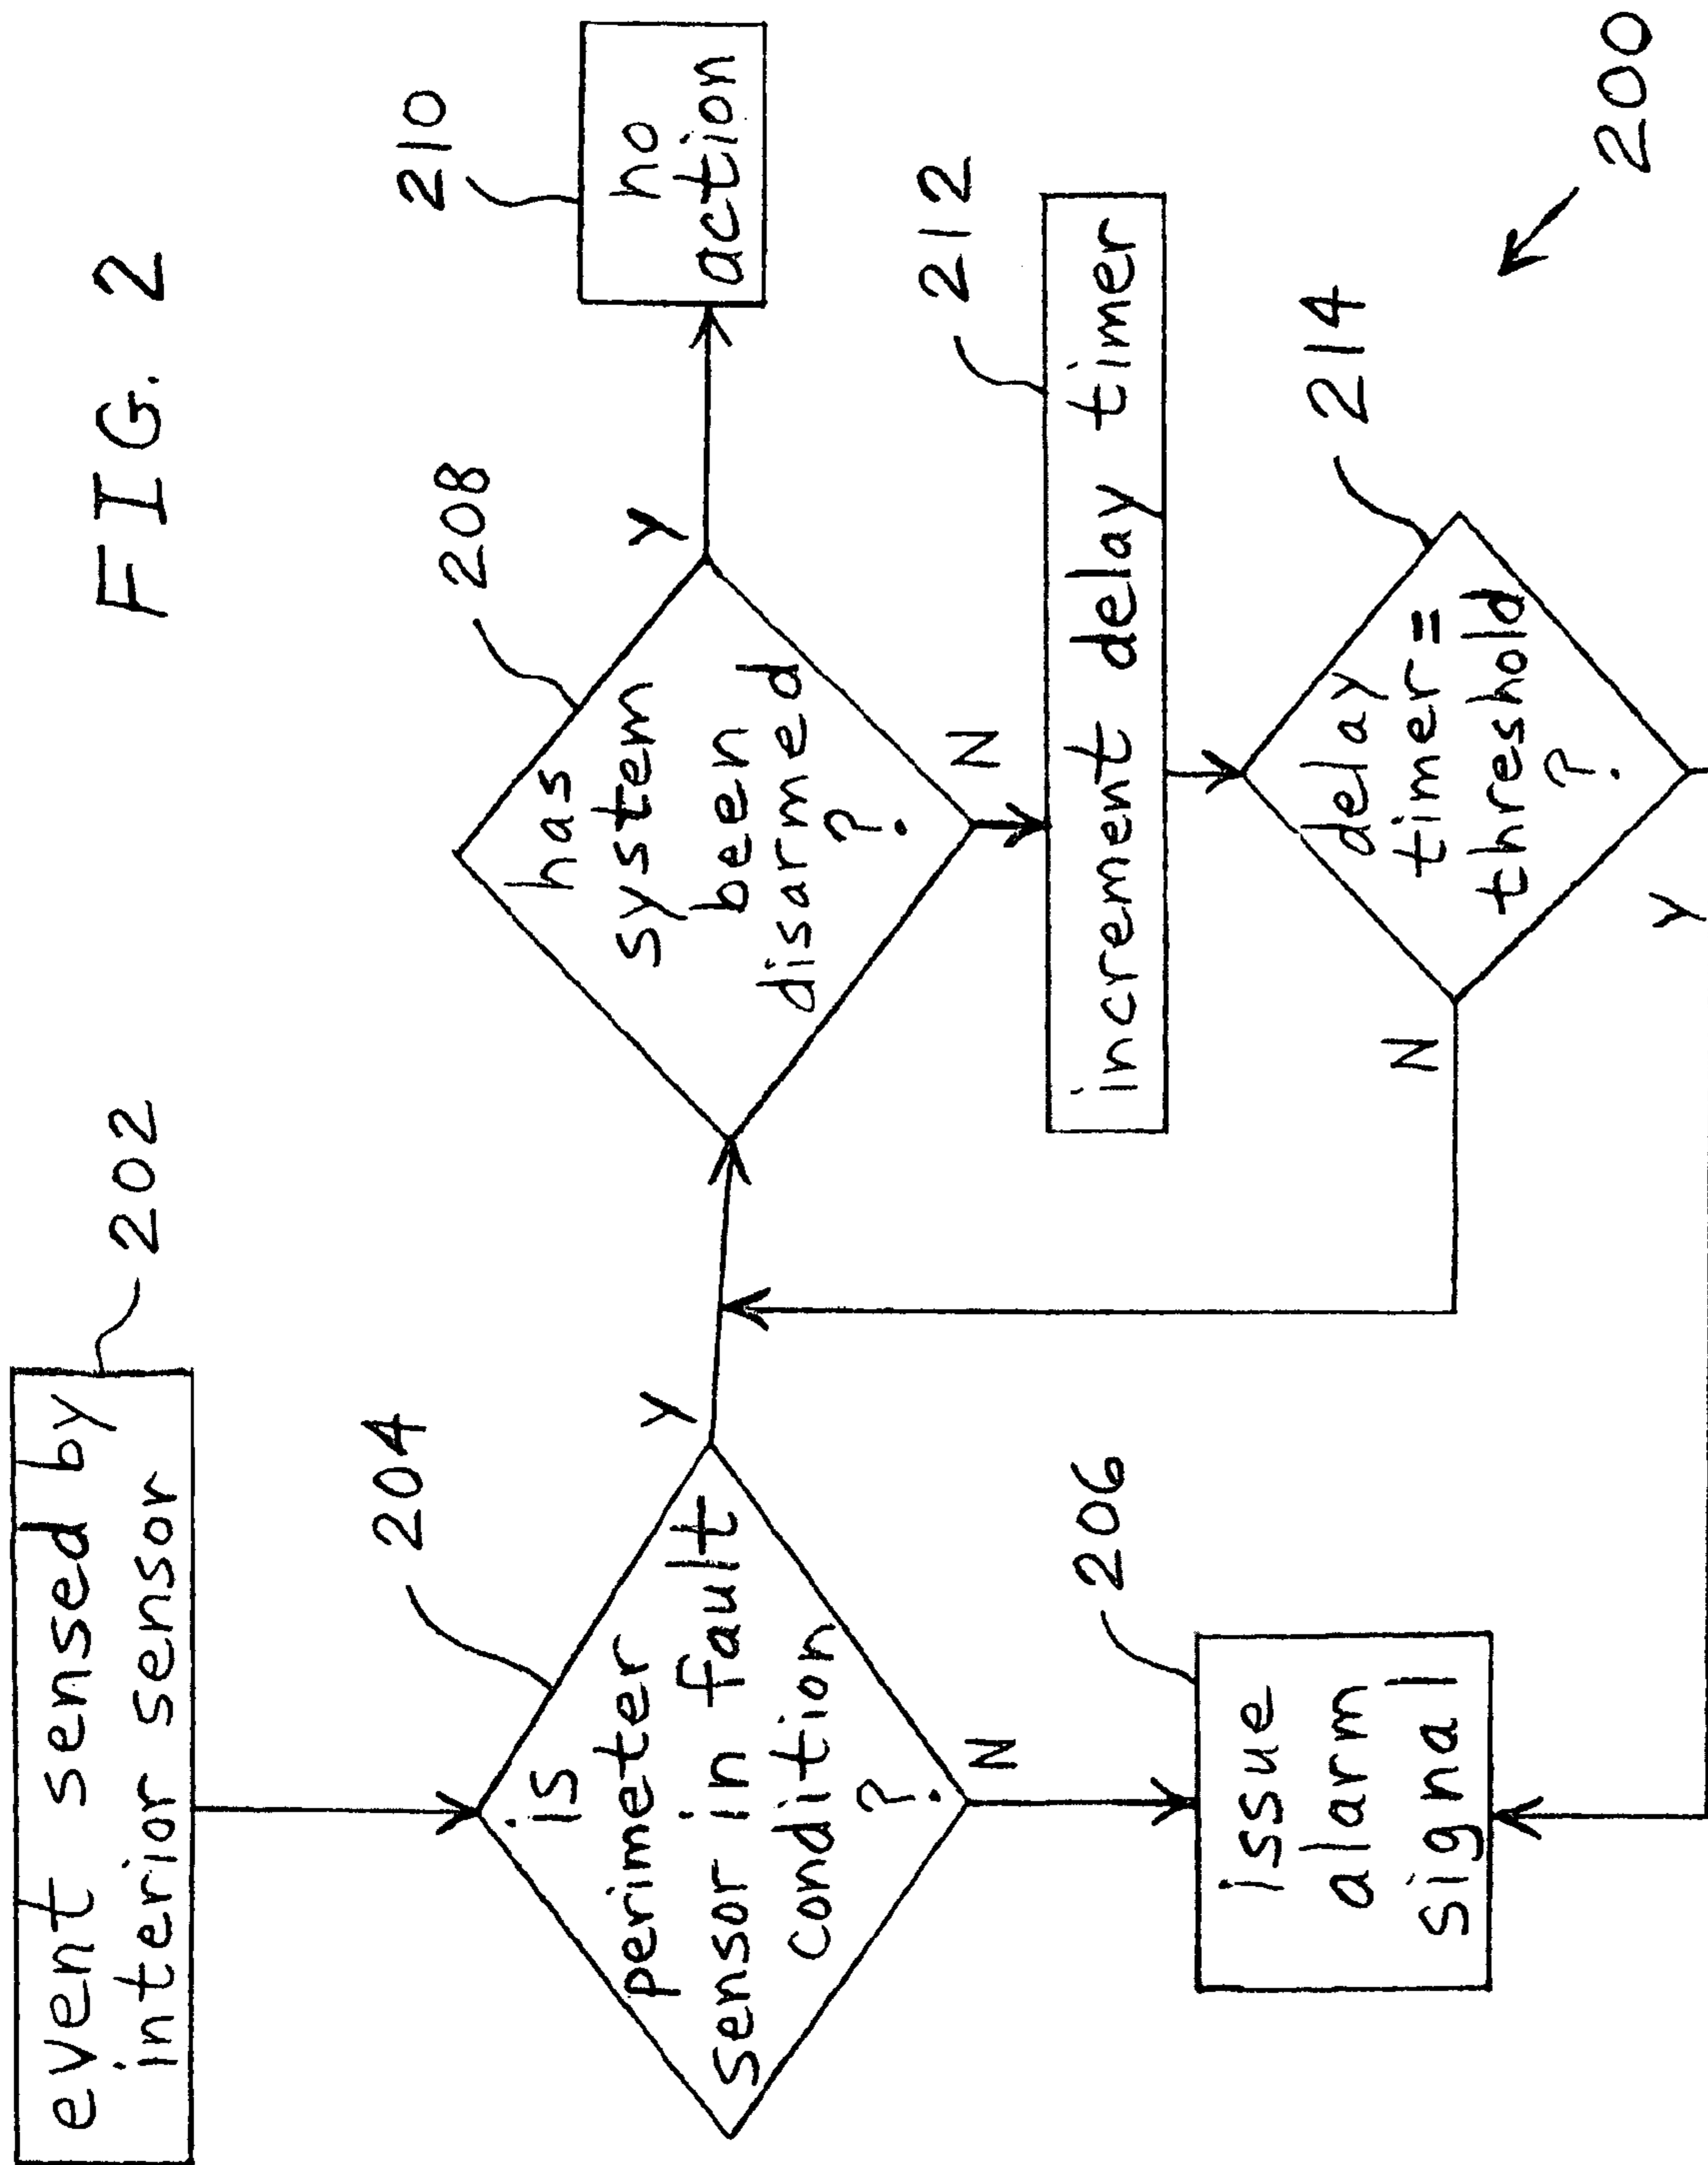 FIG. 2
event sensed by
interior sensor
202
204
is
perimeter
sensor in fault
condition
?
Y
N
206
issue
alarm
signal
208
has
system
been
disarmed
?
Y
N
210
no
action
212
increment delay timer
214
delay
timer=
threshold
?
N
Y
200